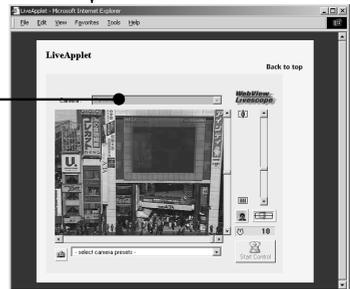 LiveApplet - Microsoft Internet Explorer
File Edit View Favorites Tools Help
LiveApplet
Back to top
Camera
WebView
Livescope
U.
10
- select camera presets -
Start Control